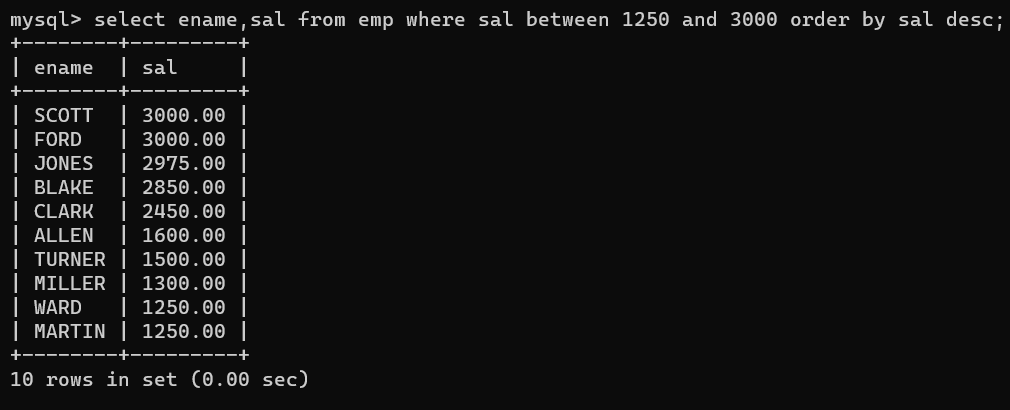 mysql> select ename,sal from emp where sal between 1250 and 3000 order by sal desc;
+--------+---------+
| ename  | sal     |
+--------+---------+
| SCOTT  | 3000.00 |
| FORD   | 3000.00 |
| JONES  | 2975.00 |
| BLAKE  | 2850.00 |
| CLARK  | 2450.00 |
| ALLEN  | 1600.00 |
| TURNER | 1500.00 |
| MILLER | 1300.00 |
| WARD   | 1250.00 |
| MARTIN | 1250.00 |
+--------+---------+
10 rows in set (0.00 sec)